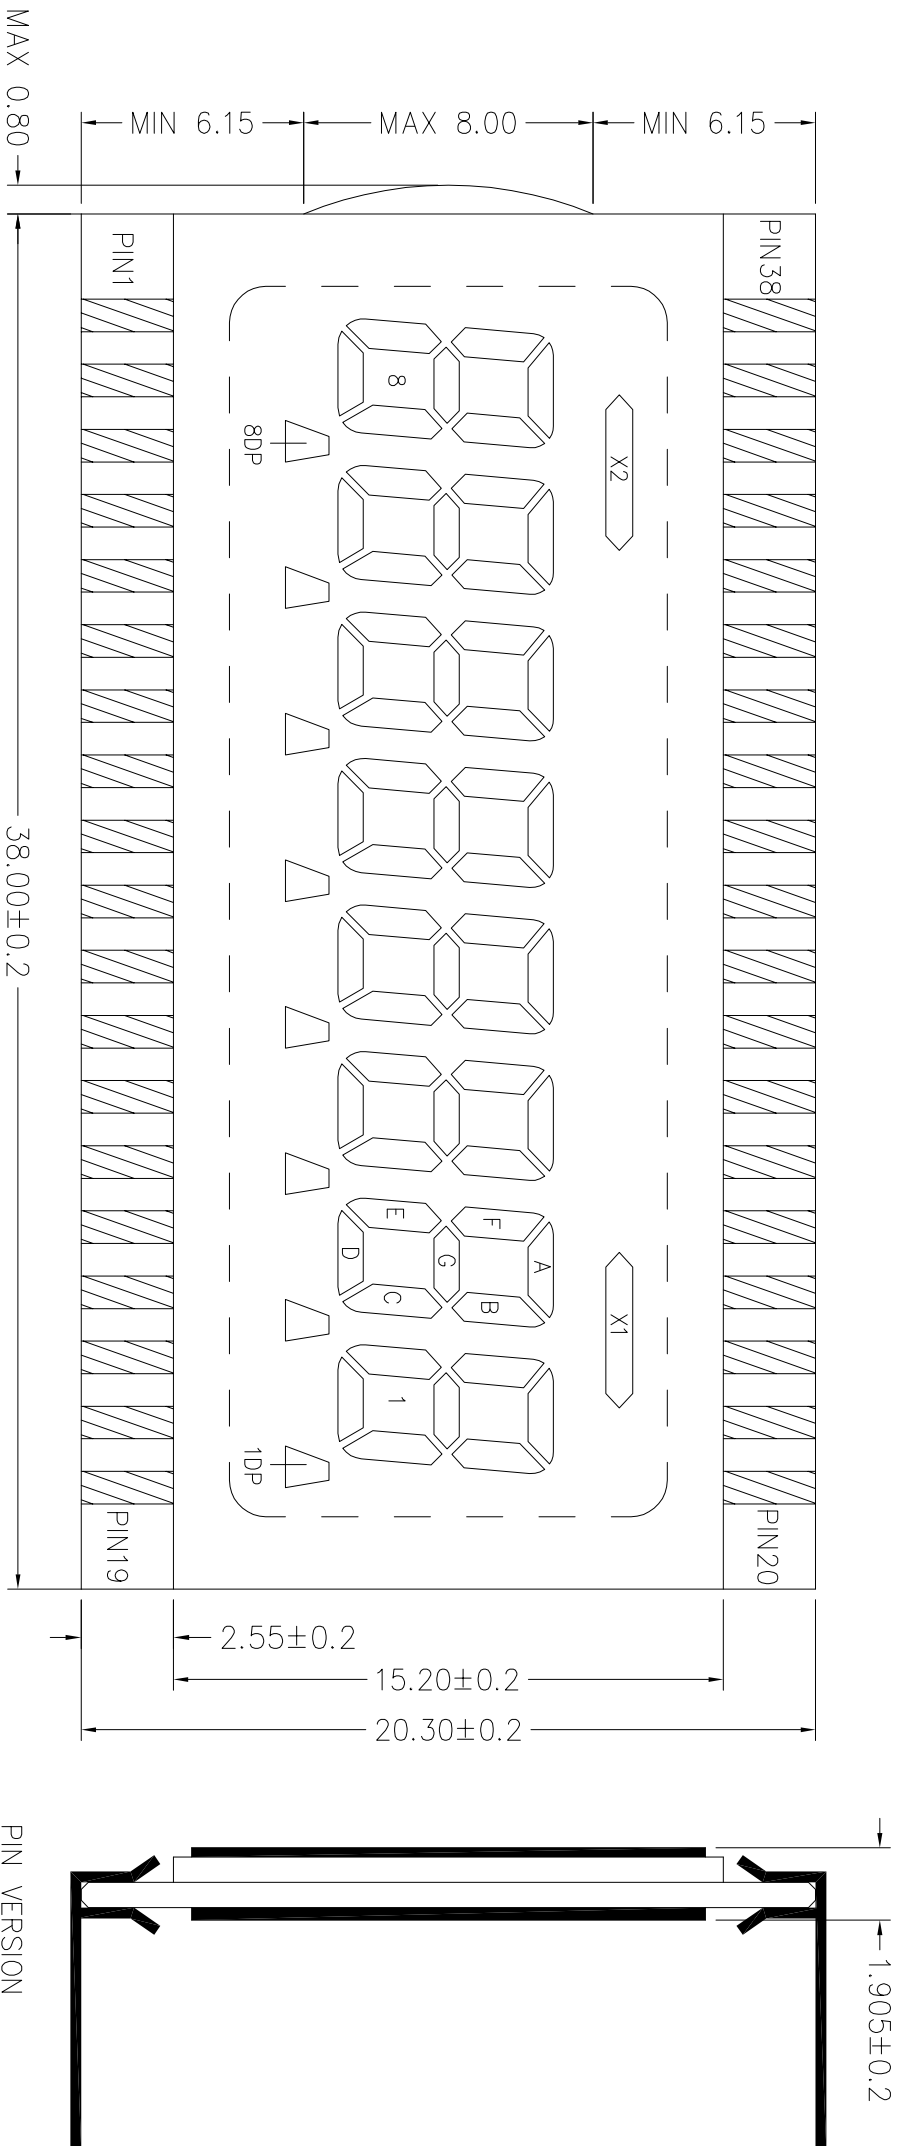 MAX 0.80
MIN 6.15
MAX 8.00
MIN 6.15
PIN1
PIN38
8
8DP
X2
38.00±0.2
E
F
D
G
A
C
B
X1
1
1DP
PIN19
PIN20
2.55±0.2
15.20±0.2
20.30±0.2
PIN VERSION
1.905±0.2